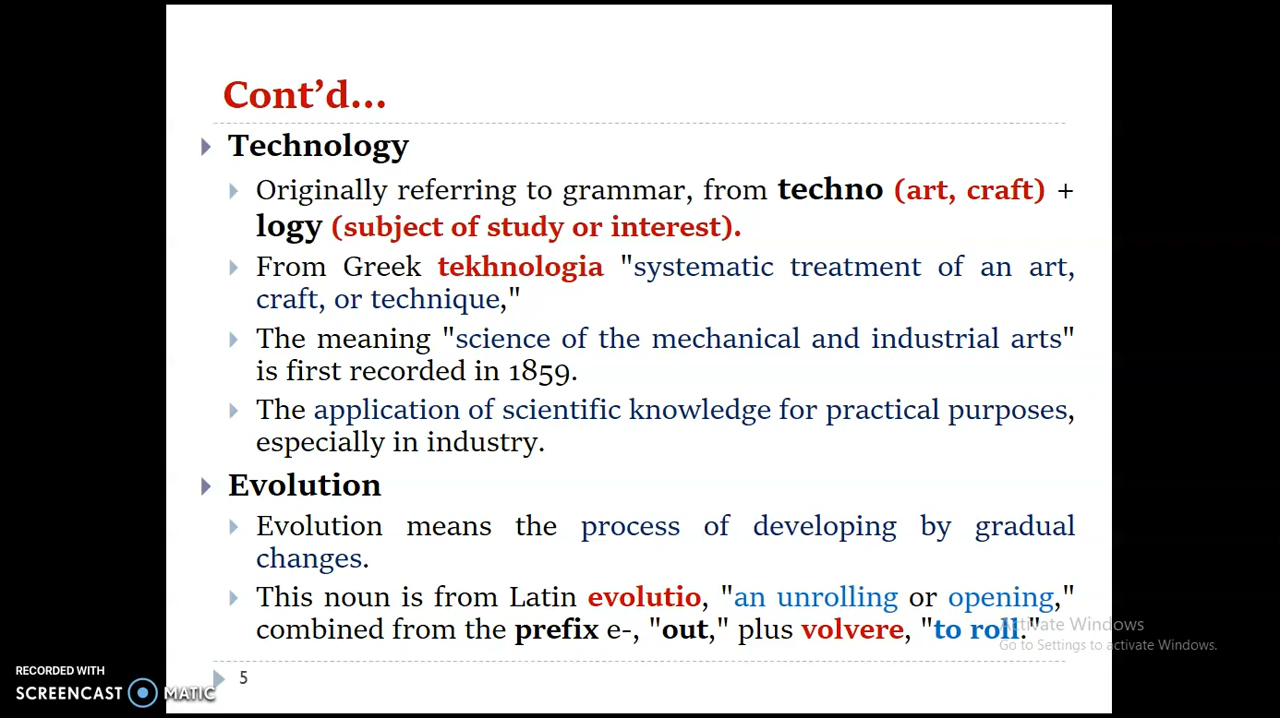 Cont’d...
Technology
Originally referring to grammar, from techno (art, craft) +
logy (subject of study or interest).
From Greek tekhnologia "systematic treatment of an art,
craft, or technique,"
The meaning "science of the mechanical and industrial arts"
is first recorded in 1859.
The application of scientific knowledge for practical purposes,
especially in industry.
Evolution
Evolution means the process of developing by gradual
changes.
This noun is from Latin evolutio, "an unrolling or opening,"
combined from the prefix e-, "out," plus volvere, "to roll."
Activate Windows
Go to Settings to activate Windows.
RECORDED WITH
SCREENCAST MATIC
5